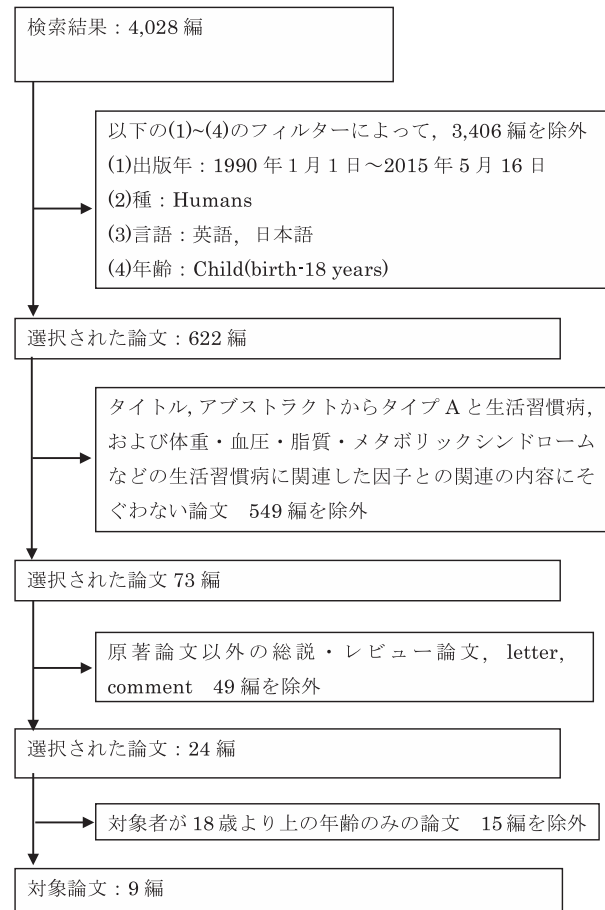 検索結果：4,028 編
以下の(1)~(4)のフィルターによって，3,406 編を除外
(1)出版年：1990 年 1 月 1 日～2015 年 5 月 16 日
(2)種：Humans
(3)言語：英語，日本語
(4)年齢：Child(birth-18 years)
選択された論文：622 編
タイトル, アブストラクトからタイプ A と生活習慣病,
および体重・血圧・脂質・メタボリックシンドローム
などの生活習慣病に関連した因子との関連の内容にそ
ぐわない論文　549 編を除外
選択された論文 73 編
原著論文以外の総説・レビュー論文，letter,
comment　49 編を除外
選択された論文：24 編
対象者が 18 歳より上の年齢のみの論文　15 編を除外
対象論文：9 編